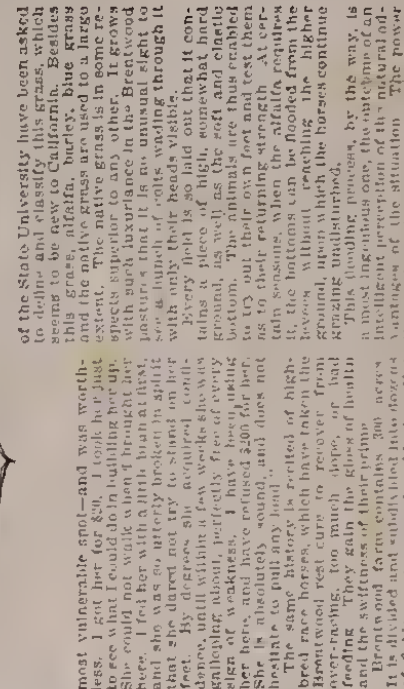 most vulnerable spot—and was worth-
less. I got her for $20. I took her just
to see what I could do in building her up.
She could not walk when I brought her
here. I fed her with a little bran at first,
and she was so utterly broken in spirit
that she dared not try to stand on her
feet. By degrees she acquired confi-
dence, until within a few weeks she was
galloping about, perfectly free of every
sign of weakness. I have been using
her here, and have refused $200 for her.
She is absolutely sound, and does not
hesitate to pull any load."
The same history is related of high-
bred race horses, which have taken the
Brentwood rest cure to recover from
over-racing, too much dope, or bad
feeding. They gain the gloss of health
and the swiftness of their prime.
Brentwood farm contains 300 acres
It is divided and subdivided into dozens
of the State University have been asked
to define and classify this grass, which
seems to be new to California. Besides
this grass, alfalfa, barley, blue grass
and the native grass are used to a large
extent. The native grass is in some re-
spects superior to any other. It grows
with such luxuriance in the Brentwood
pastures that it is no unusual sight to
see a bunch of colts wading through it
with only their heads visible.
Every field is so laid out that it con-
tains a piece of high, somewhat hard
ground, as well as the soft and elastic
bottom. The animals are thus enabled
to try out their own feet and test them
as to their returning strength. At cer-
tain seasons, when the alfalfa requires
it, the bottoms can be flooded from the
levees without reaching the higher
ground, upon which the horses continue
grazing undisturbed.
This flooding process, by the way, is
a most ingenious one, the outcome of an
intelligent perception of the natural ad-
vantages of the situation. The power